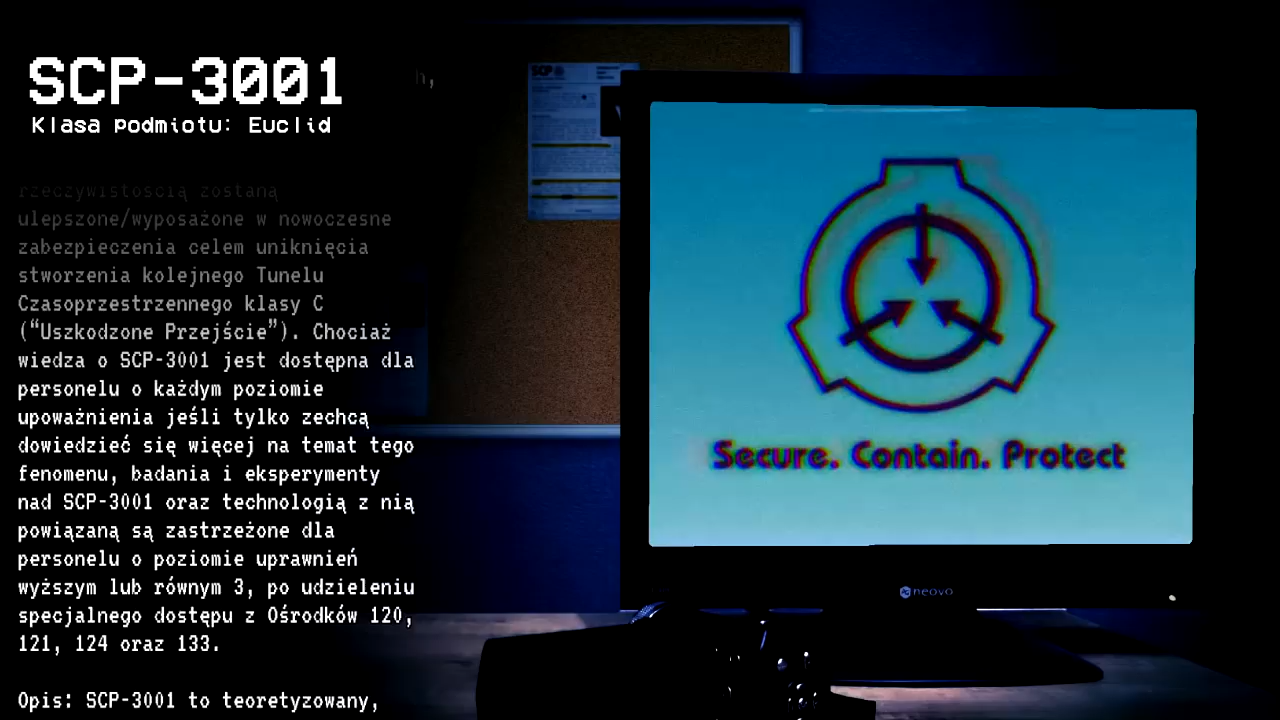 SCP-3001
Klasa podmiotu: Euclid
rzeczywistością zostaną
ulepszone/wyposażone w nowoczesne
zabezpieczenia celem uniknięcia
stworzenia kolejnego Tunelu
Czasoprzestrzennego klasy C
(“Uszkodzone Przejście”). Chociaż
wiedza o SCP-3001 jest dostępna dla
personelu o każdym poziomie
upoważnienia jeśli tylko zechcą
dowiedzieć się więcej na temat tego
fenomenu, badania i eksperymenty
nad SCP-3001 oraz technologią z nią
powiązaną są zastrzeżone dla
personelu o poziomie uprawnień
wyższym lub równym 3, po udzieleniu
specjalnego dostępu z Ośrodków 120,
121, 124 oraz 133.
Opis: SCP-3001 to teoretyzowany,
SCP
Secure. Contain. Protect
neovo